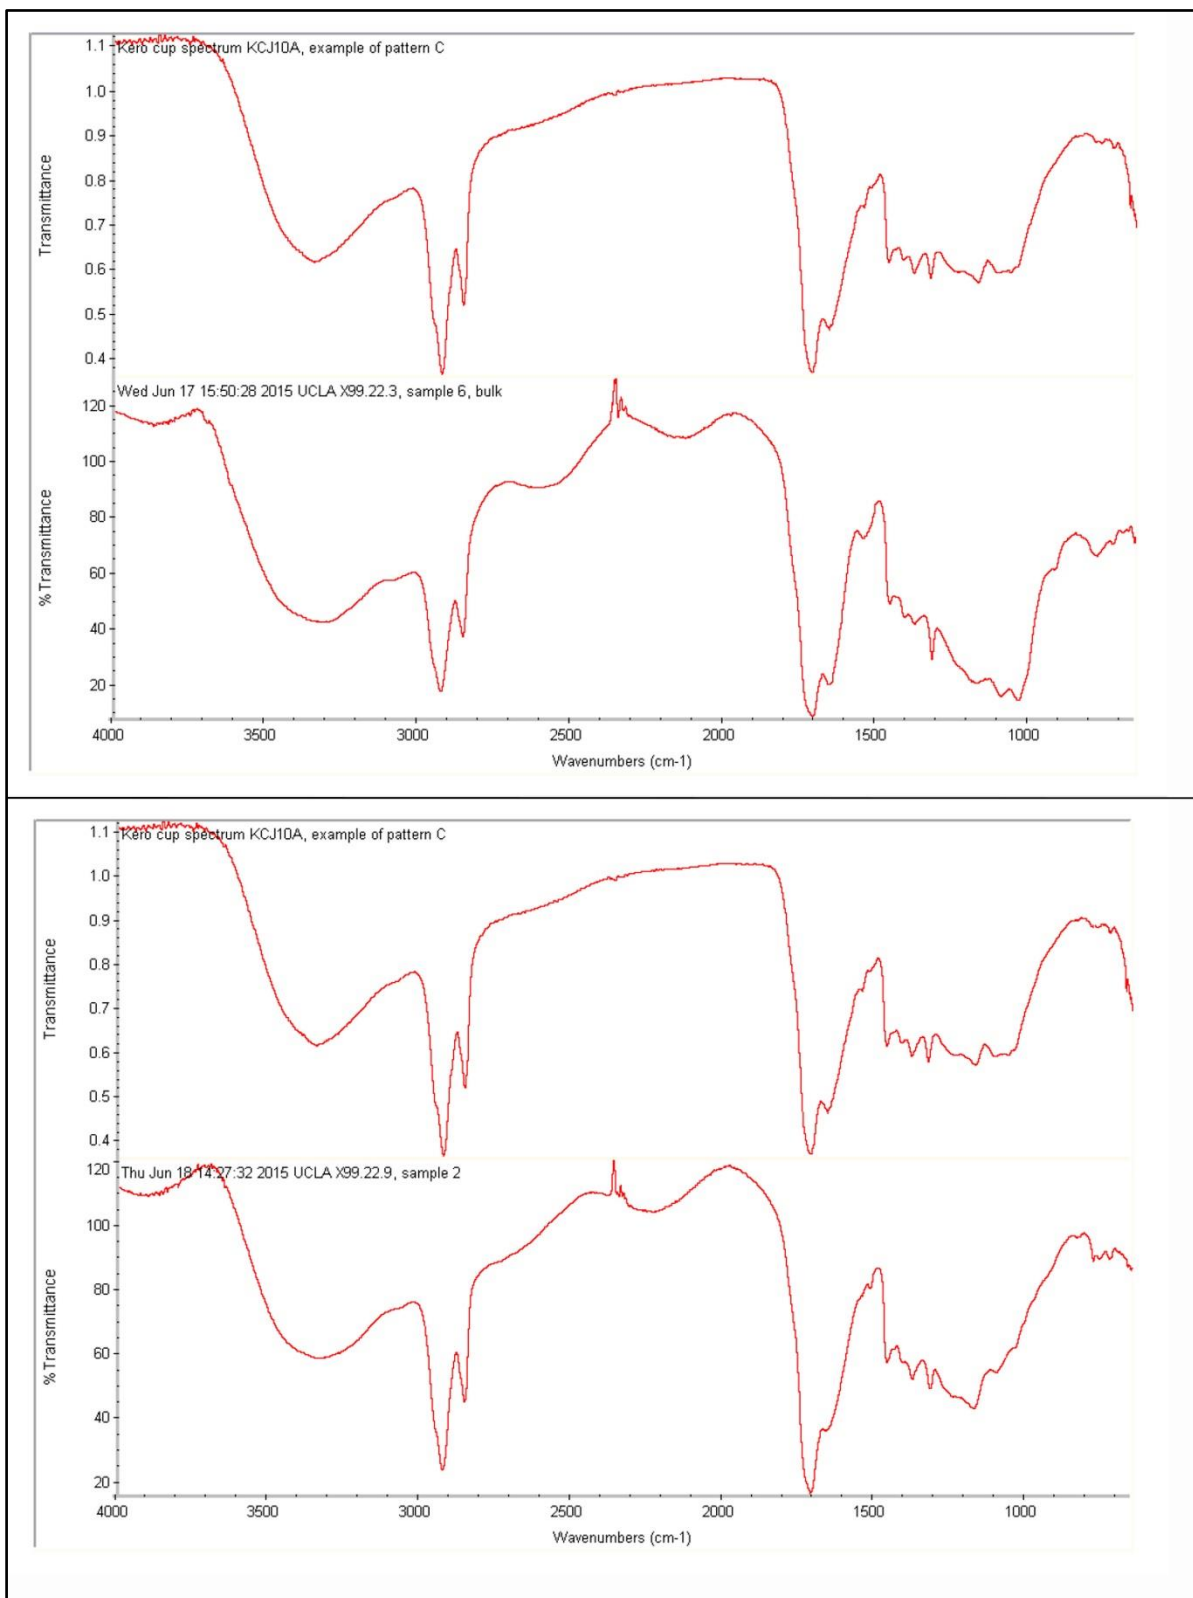 Kero cup spectrum KCJ10A, example of pattern C
1.1
1.0
0.9
0.8
0.7
0.6
0.5
0.4
Transmittance
Wed Jun 17 15:50:28 2015 UCLA X99.22.3, sample 6, bulk
120
100
80
60
40
20
%Transmittance
4000 3500 3000 2500 2000 1500 1000
Wavenumbers (cm-1)
Kero cup spectrum KCJ10A, example of pattern C
1.1
1.0
0.9
0.8
0.7
0.6
0.5
0.4
Transmittance
Thu Jun 18 14:27:32 2015 UCLA X99.22.9, sample 2
120
100
80
60
40
20
%Transmittance
4000 3500 3000 2500 2000 1500 1000
Wavenumbers (cm-1)